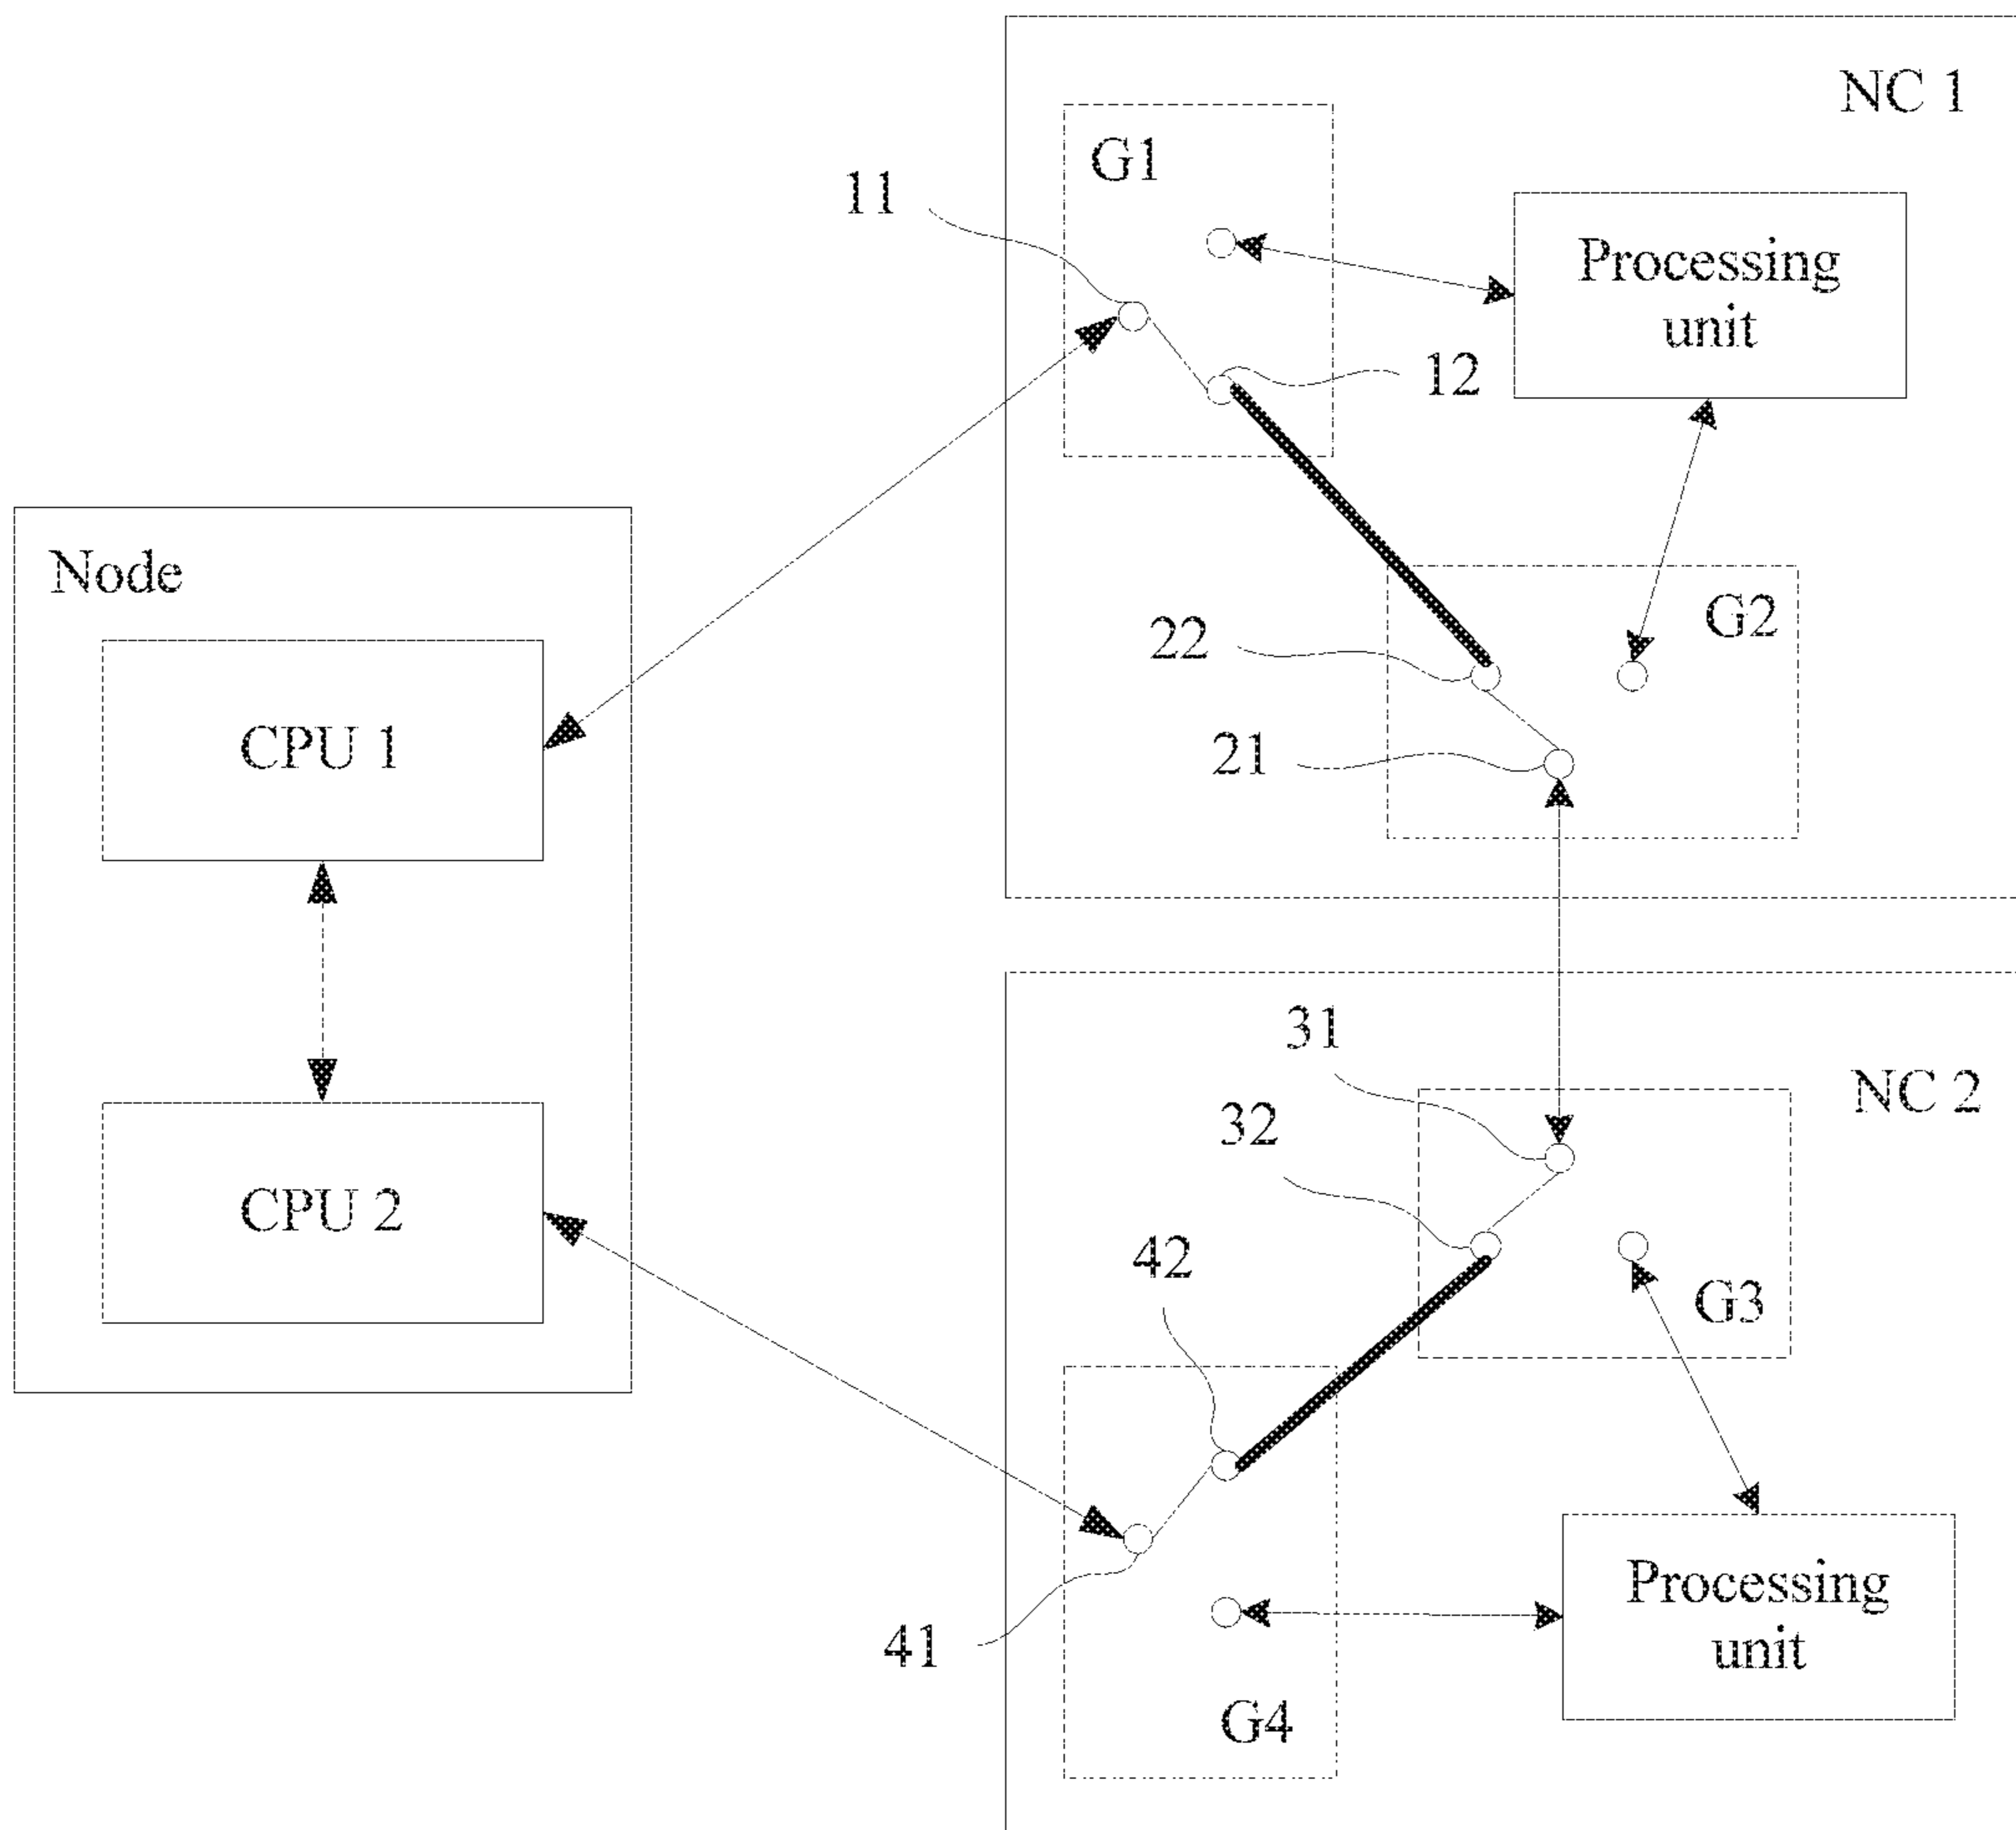 NC 1
G1
11
Processing
unit
12
Node
G2
22
CPU 1
21
31
NC 2
32
CPU 2
42
G3
Processing
unit
41
G4